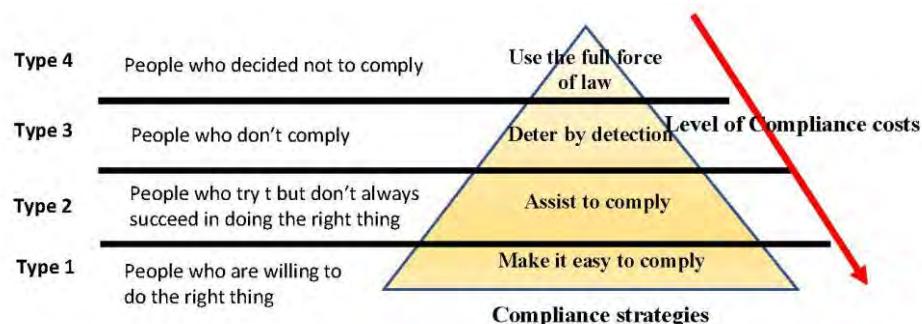 Type 4
People who decided not to comply
Use the full force
of law
Type 3
People who don't comply
Deter by detection
Level of Compliance costs
Type 2
People who try t but don't always
succeed in doing the right thing
Assist to comply
Type 1
People who are willing to
do the right thing
Make it easy to comply
Compliance strategies